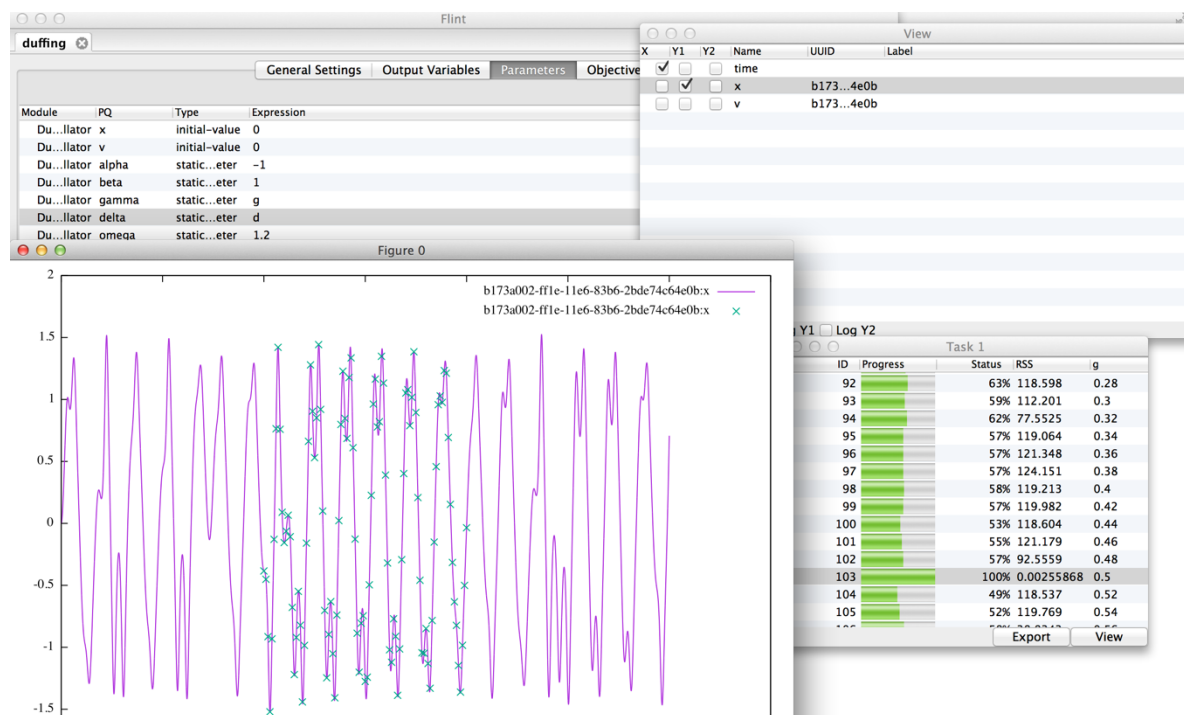 Flint
duffing
General Settings Output Variables Parameters Objective
Module PQ Type Expression
Du...llator x initial-value 0
Du...llator v initial-value 0
Du...llator alpha static...eter -1
Du...llator beta static...eter 1
Du...llator gamma static...eter g
Du...llator delta static...eter d
Du...llator omega static...eter 1.2
View
X Y1 Y2 Name UUID Label
time
x b173...4e0b
v b173...4e0b
Y1 Log Y2
Figure 0
b173a002-ff1e-11e6-83b6-2bde74c64e0b:x
b173a002-ff1e-11e6-83b6-2bde74c64e0b:x
2
1.5
1
0.5
0
-0.5
-1
-1.5
Task 1
ID Progress Status RSS g
92 63% 118.598 0.28
93 59% 112.201 0.3
94 62% 77.5525 0.32
95 57% 119.064 0.34
96 57% 121.348 0.36
97 57% 124.151 0.38
98 58% 119.213 0.4
99 57% 119.982 0.42
100 53% 118.604 0.44
101 55% 121.179 0.46
102 57% 92.5559 0.48
103 100% 0.00255868 0.5
104 49% 118.537 0.52
105 52% 119.769 0.54
Export View